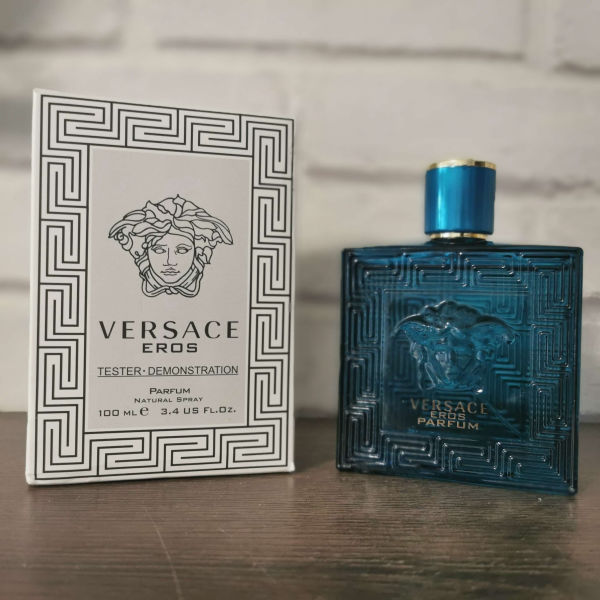 VERSACE
EROS
TESTER·DEMONSTRATION
PARFUM
NATURAL SPRAY
100 ML℮ 3.4 US FL.OZ.
VERSACE
EROS
PARFUM